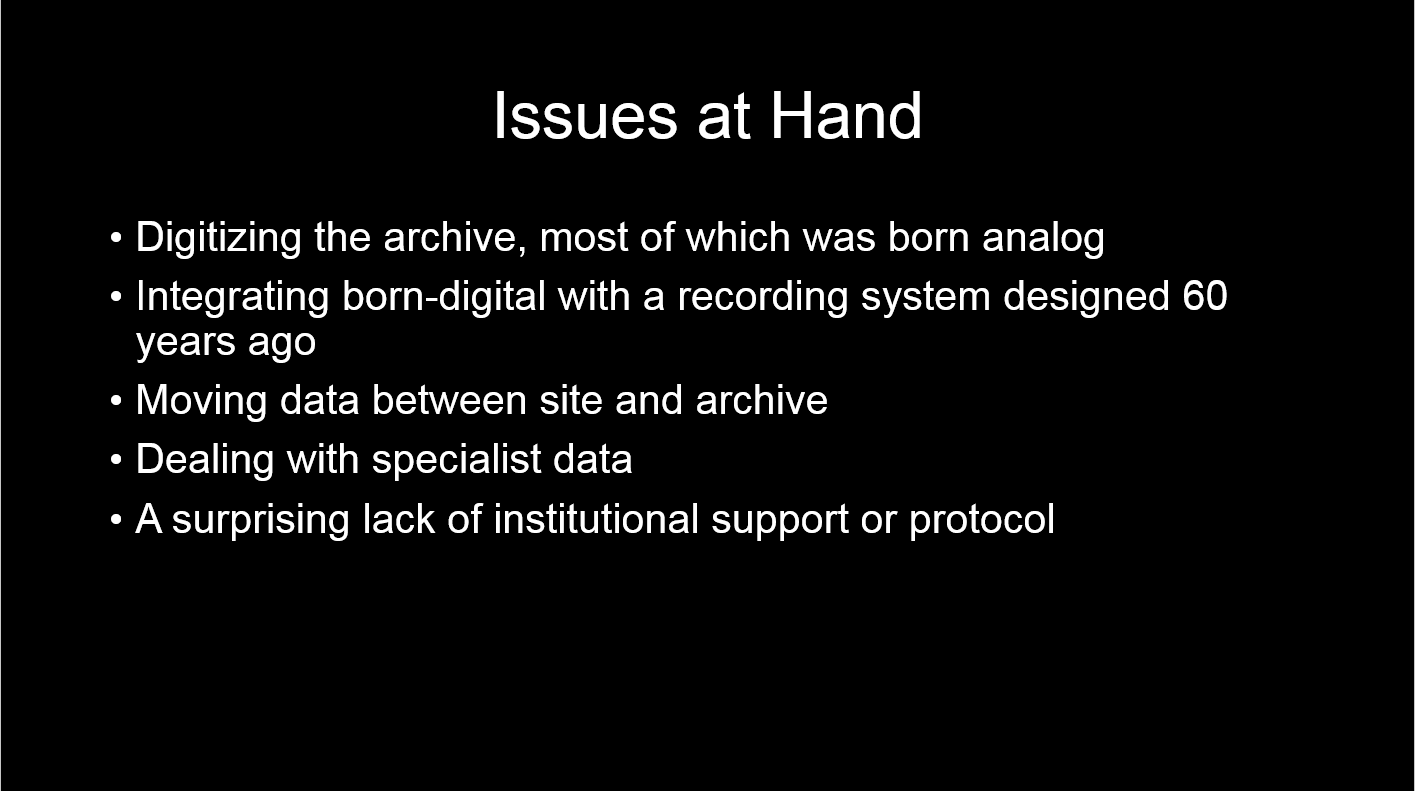 Issues at Hand
• Digitizing the archive, most of which was born analog
• Integrating born-digital with a recording system designed 60
years ago
• Moving data between site and archive
• Dealing with specialist data
• A surprising lack of institutional support or protocol